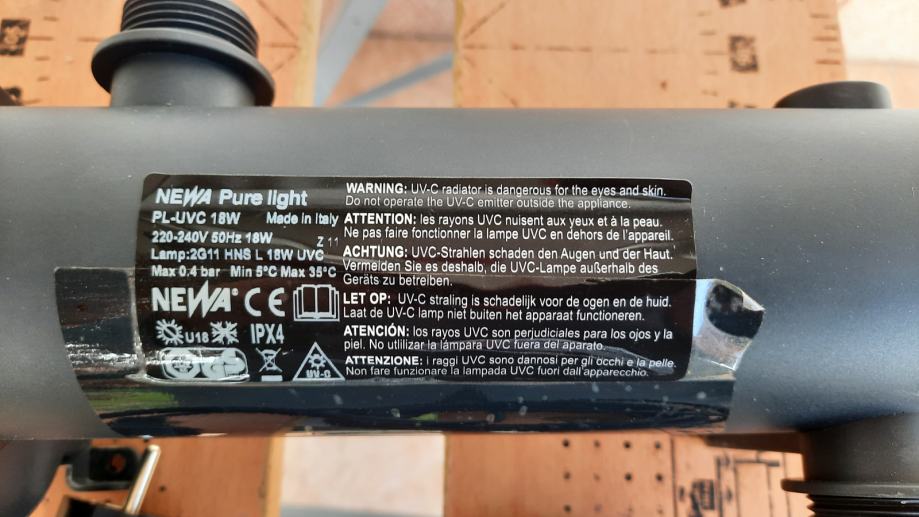 NEWA Pure light
PL-UVC 18W Made in Italy
220-240V 50Hz 18W
Z 11
Lamp:2G11 HNS L 18W UVC
Max 0.4 bar Min 5°C Max 35°C
NEWA® CE
U18 IPX4
UV-C
WARNING: UV-C radiator is dangerous for the eyes and skin.
Do not operate the UV-C emitter outside the appliance.
ATTENTION: les rayons UVC nuisent aux yeux et à la peau.
Ne pas faire fonctionner la lampe UVC en dehors de l'appareil.
ACHTUNG: UVC-Strahlen schaden den Augen und der Haut.
Vermeiden Sie es deshalb, die UVC-Lampe außerhalb des
Geräts zu betreiben.
LET OP: UV-C straling is schadelijk voor de ogen en de huid.
Laat de UV-C lamp niet buiten het apparaat functioneren.
ATENCIÓN: los rayos UVC son perjudiciales para los ojos y la
piel. No utilizar la lámpara UVC fuera del aparato.
ATTENZIONE: i raggi UVC sono dannosi per gli occhi e la pelle.
Non fare funzionare la lampada UVC fuori dall'apparecchio.